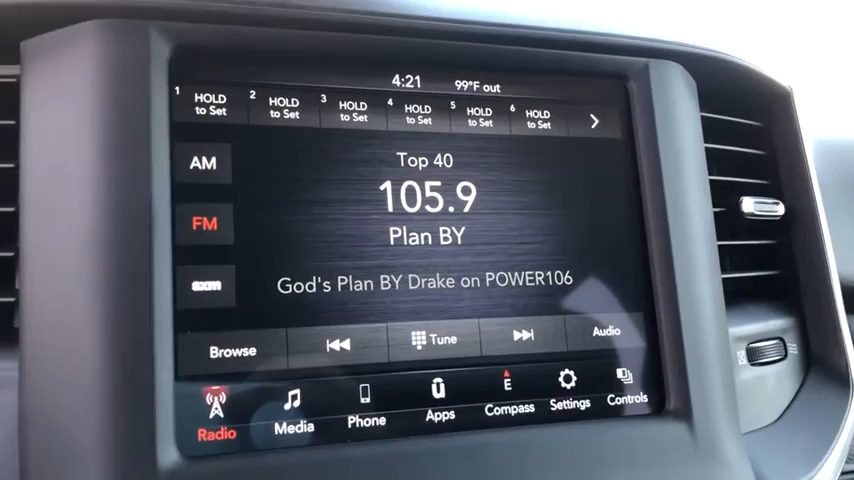 4:21 99°F out
1 HOLD to Set
2 HOLD to Set
3 HOLD to Set
4 HOLD to Set
5 HOLD to Set
6 HOLD to Set
AM
Top 40
105.9
FM
Plan BY
sxm
God's Plan BY Drake on POWER106
Browse Tune Audio
E
Radio Media Phone Apps Compass Settings Controls